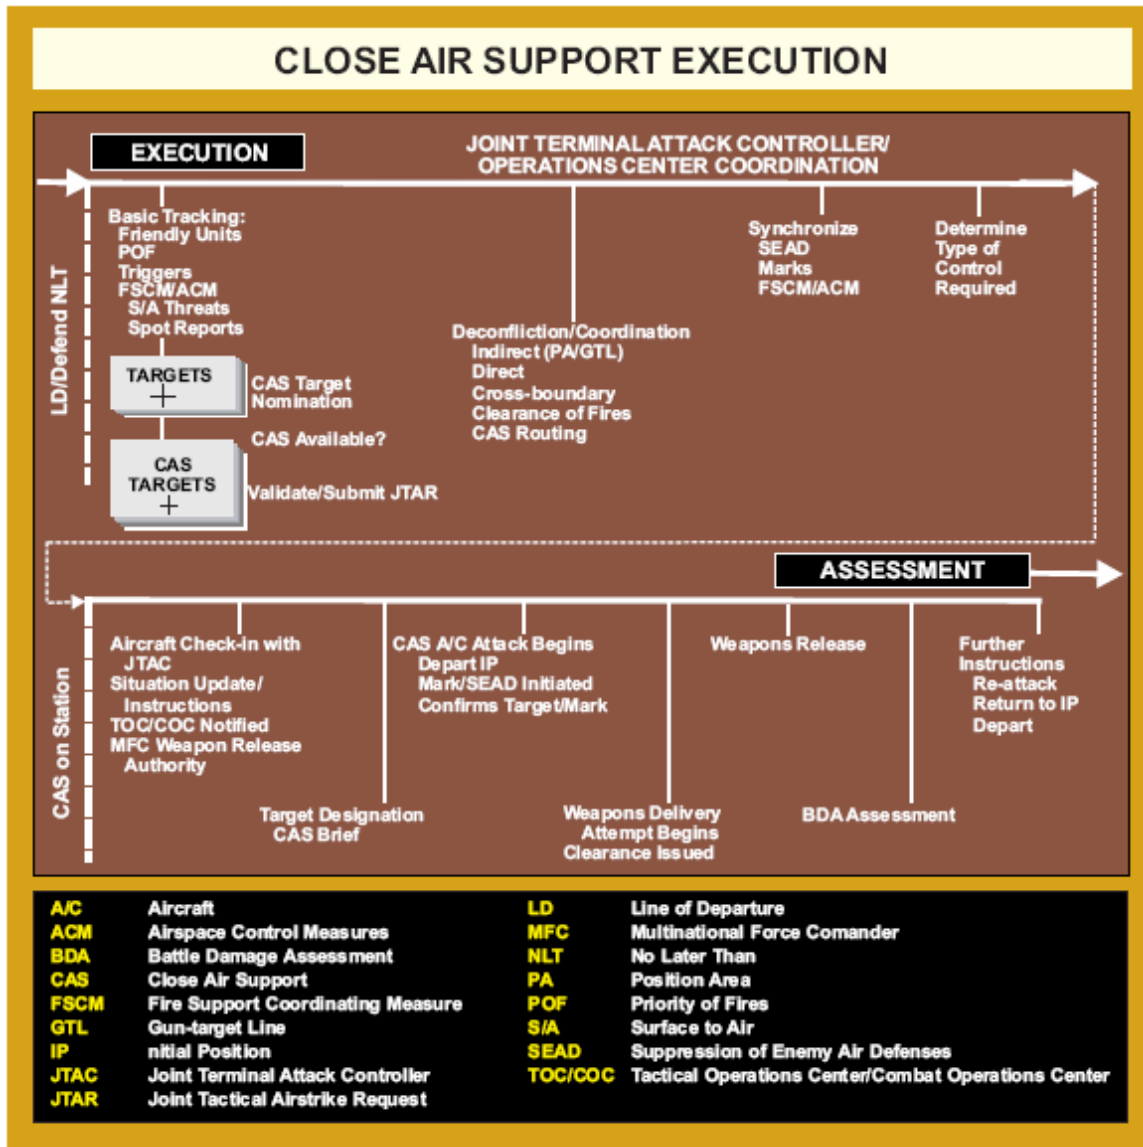 CLOSE AIR SUPPORT EXECUTION
EXECUTION
JOINT TERMINAL ATTACK CONTROLLER/
OPERATIONS CENTER COORDINATION
LD/Defend NLT
Basic Tracking:
Friendly Units
POF
Triggers
FSCM/ACM
S/A Threats
Spot Reports
TARGETS
CAS Target
Nomination
CAS Available?
CAS
TARGETS
Validate/Submit JTAR
Deconfliction/Coordination
Indirect (PA/GTL)
Direct
Cross-boundary
Clearance of Fires
CAS Routing
Synchronize
SEAD
Marks
FSCM/ACM
Determine
Type of
Control
Required
ASSESSMENT
CAS on Station
Aircraft Check-in with
JTAC
Situation Update/
Instructions
TOC/COC Notified
MFC Weapon Release
Authority
Target Designation
CAS Brief
CAS A/C Attack Begins
Depart IP
Mark/SEAD Initiated
Confirms Target/Mark
Weapons Delivery
Attempt Begins
Clearance Issued
Weapons Release
BDA Assessment
Further
Instructions
Re-attack
Return to IP
Depart
A/C Aircraft
ACM Airspace Control Measures
BDA Battle Damage Assessment
CAS Close Air Support
FSCM Fire Support Coordinating Measure
GTL Gun-target Line
IP nitial Position
JTAC Joint Terminal Attack Controller
JTAR Joint Tactical Airstrike Request
LD Line of Departure
MFC Multinational Force Comander
NLT No Later Than
PA Position Area
POF Priority of Fires
S/A Surface to Air
SEAD Suppression of Enemy Air Defenses
TOC/COC Tactical Operations Center/Combat Operations Center